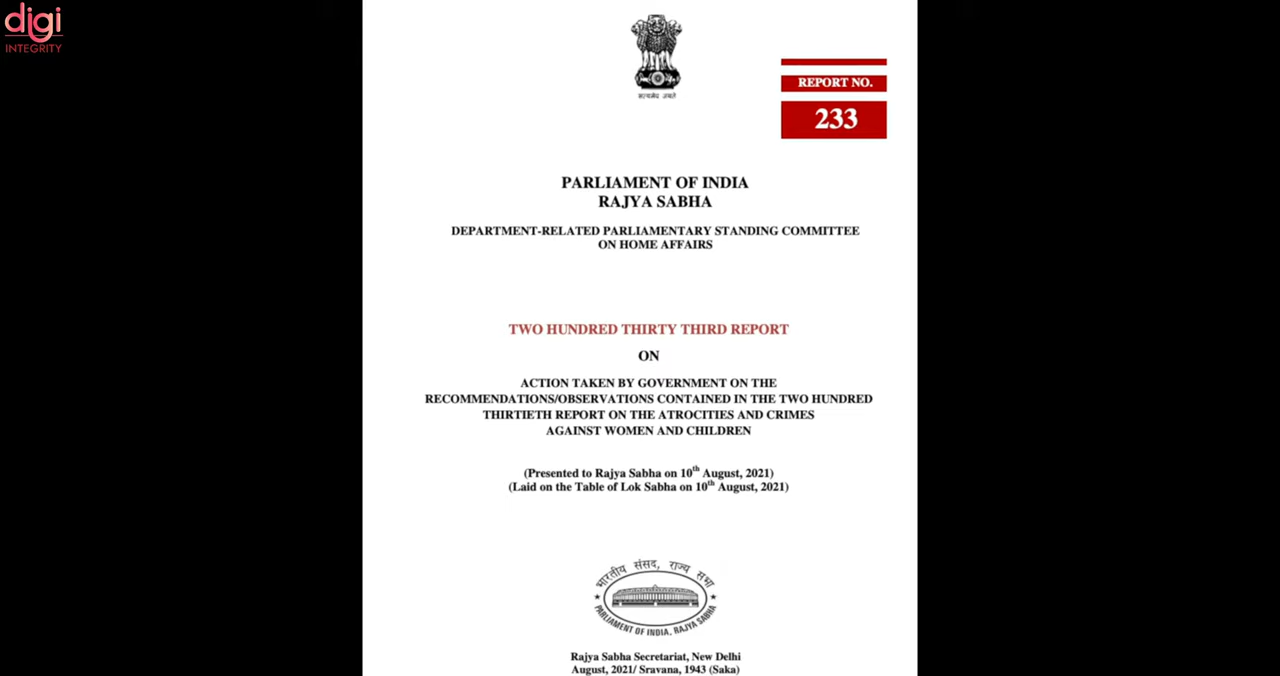 digi
INTEGRITY
सत्यमेव जयते
REPORT NO.
233
PARLIAMENT OF INDIA
RAJYA SABHA
DEPARTMENT-RELATED PARLIAMENTARY STANDING COMMITTEE
ON HOME AFFAIRS
TWO HUNDRED THIRTY THIRD REPORT
ON
ACTION TAKEN BY GOVERNMENT ON THE
RECOMMENDATIONS/OBSERVATIONS CONTAINED IN THE TWO HUNDRED
THIRTIETH REPORT ON THE ATROCITIES AND CRIMES
AGAINST WOMEN AND CHILDREN
(Presented to Rajya Sabha on 10th August, 2021)
(Laid on the Table of Lok Sabha on 10th August, 2021)
भारतीय संसद, राज्य सभा
PARLIAMENT OF INDIA, RAJYA SABHA
Rajya Sabha Secretariat, New Delhi
August, 2021/ Sravana, 1943 (Saka)